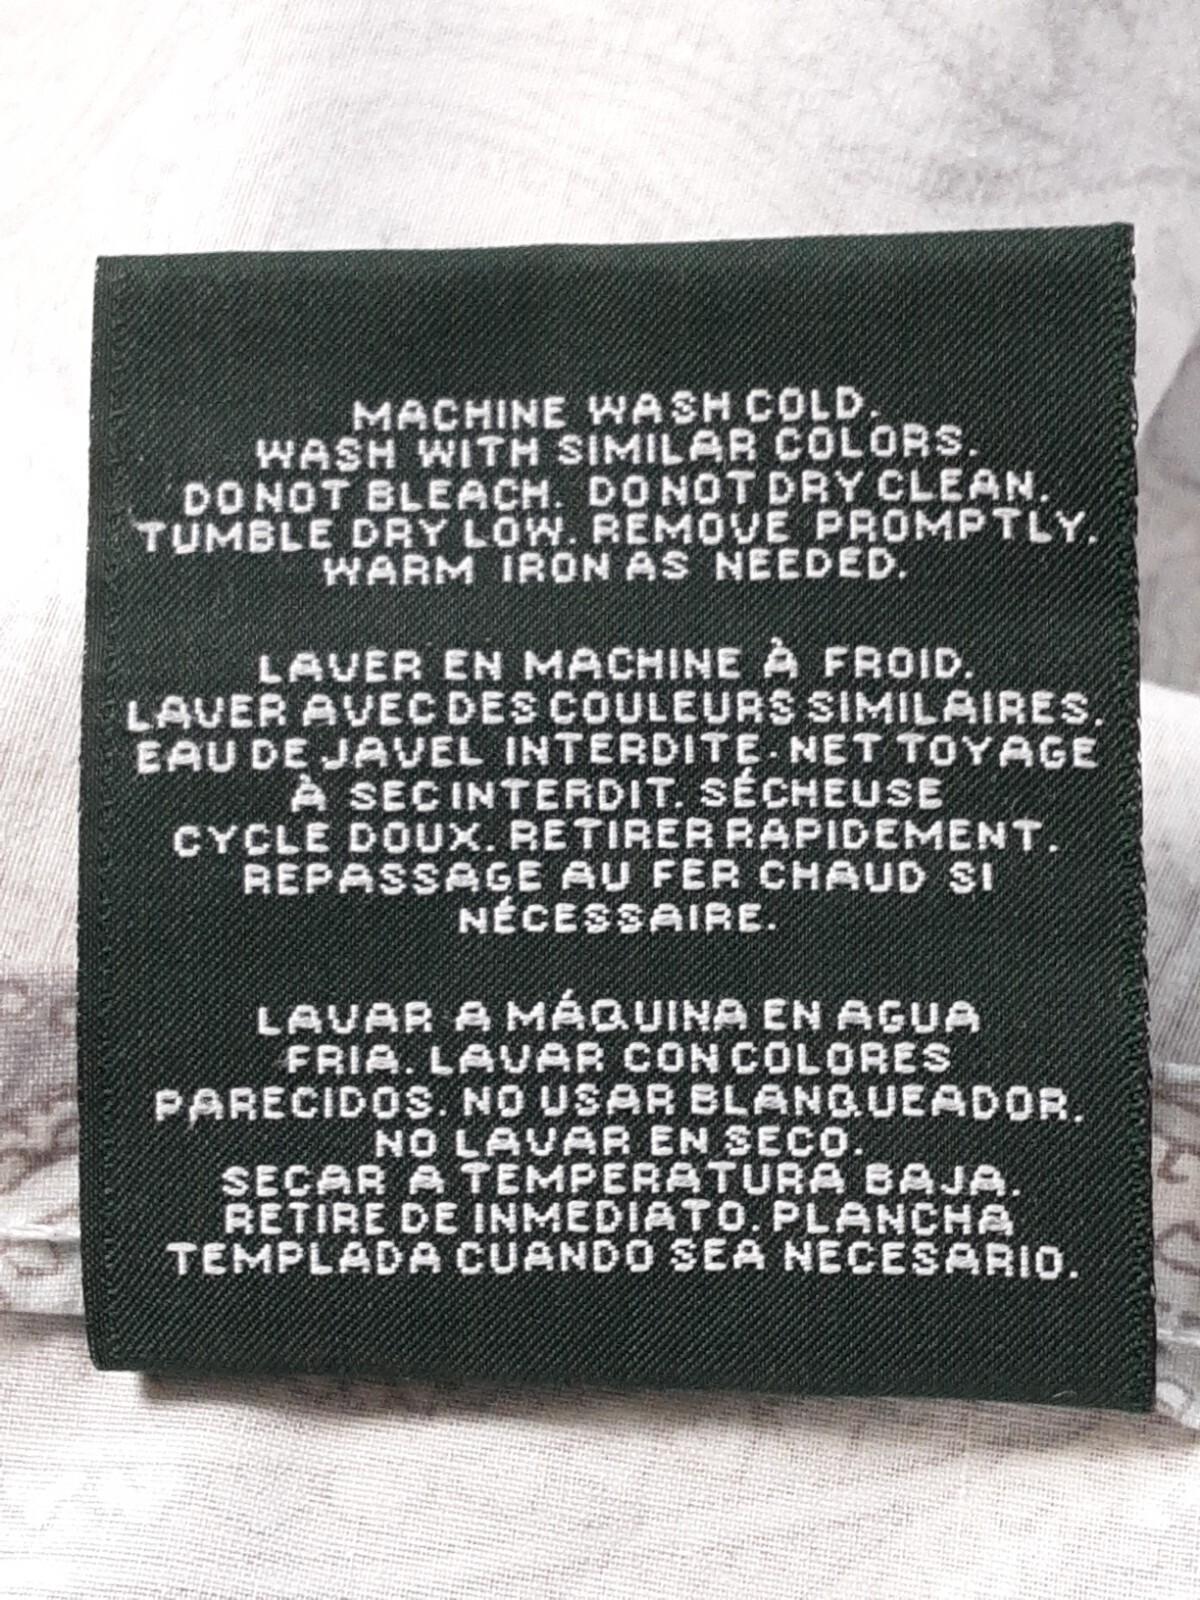 MACHINE WASH COLD.
WASH WITH SIMILAR COLORS.
DO NOT BLEACH. DO NOT DRY CLEAN.
TUMBLE DRY LOW. REMOVE PROMPTLY.
WARM IRON AS NEEDED.
LAVER EN MACHINE À FROID.
LAVER AVEC DES COULEURS SIMILAIRES.
EAU DE JAVEL INTERDITE. NETTOYAGE
À SEC INTERDIT. SÉCHEUSE
CYCLE DOUX. RETIRER RAPIDEMENT.
REPASSAGE AU FER CHAUD SI
NÉCESSAIRE.
LAVAR A MÁQUINA EN AGUA
FRIA. LAVAR CON COLORES
PARECIDOS. NO USAR BLANQUEADOR.
NO LAVAR EN SECO.
SECAR A TEMPERATURA BAJA.
RETIRE DE INMEDIATO. PLANCHA
TEMPLADA CUANDO SEA NECESARIO.